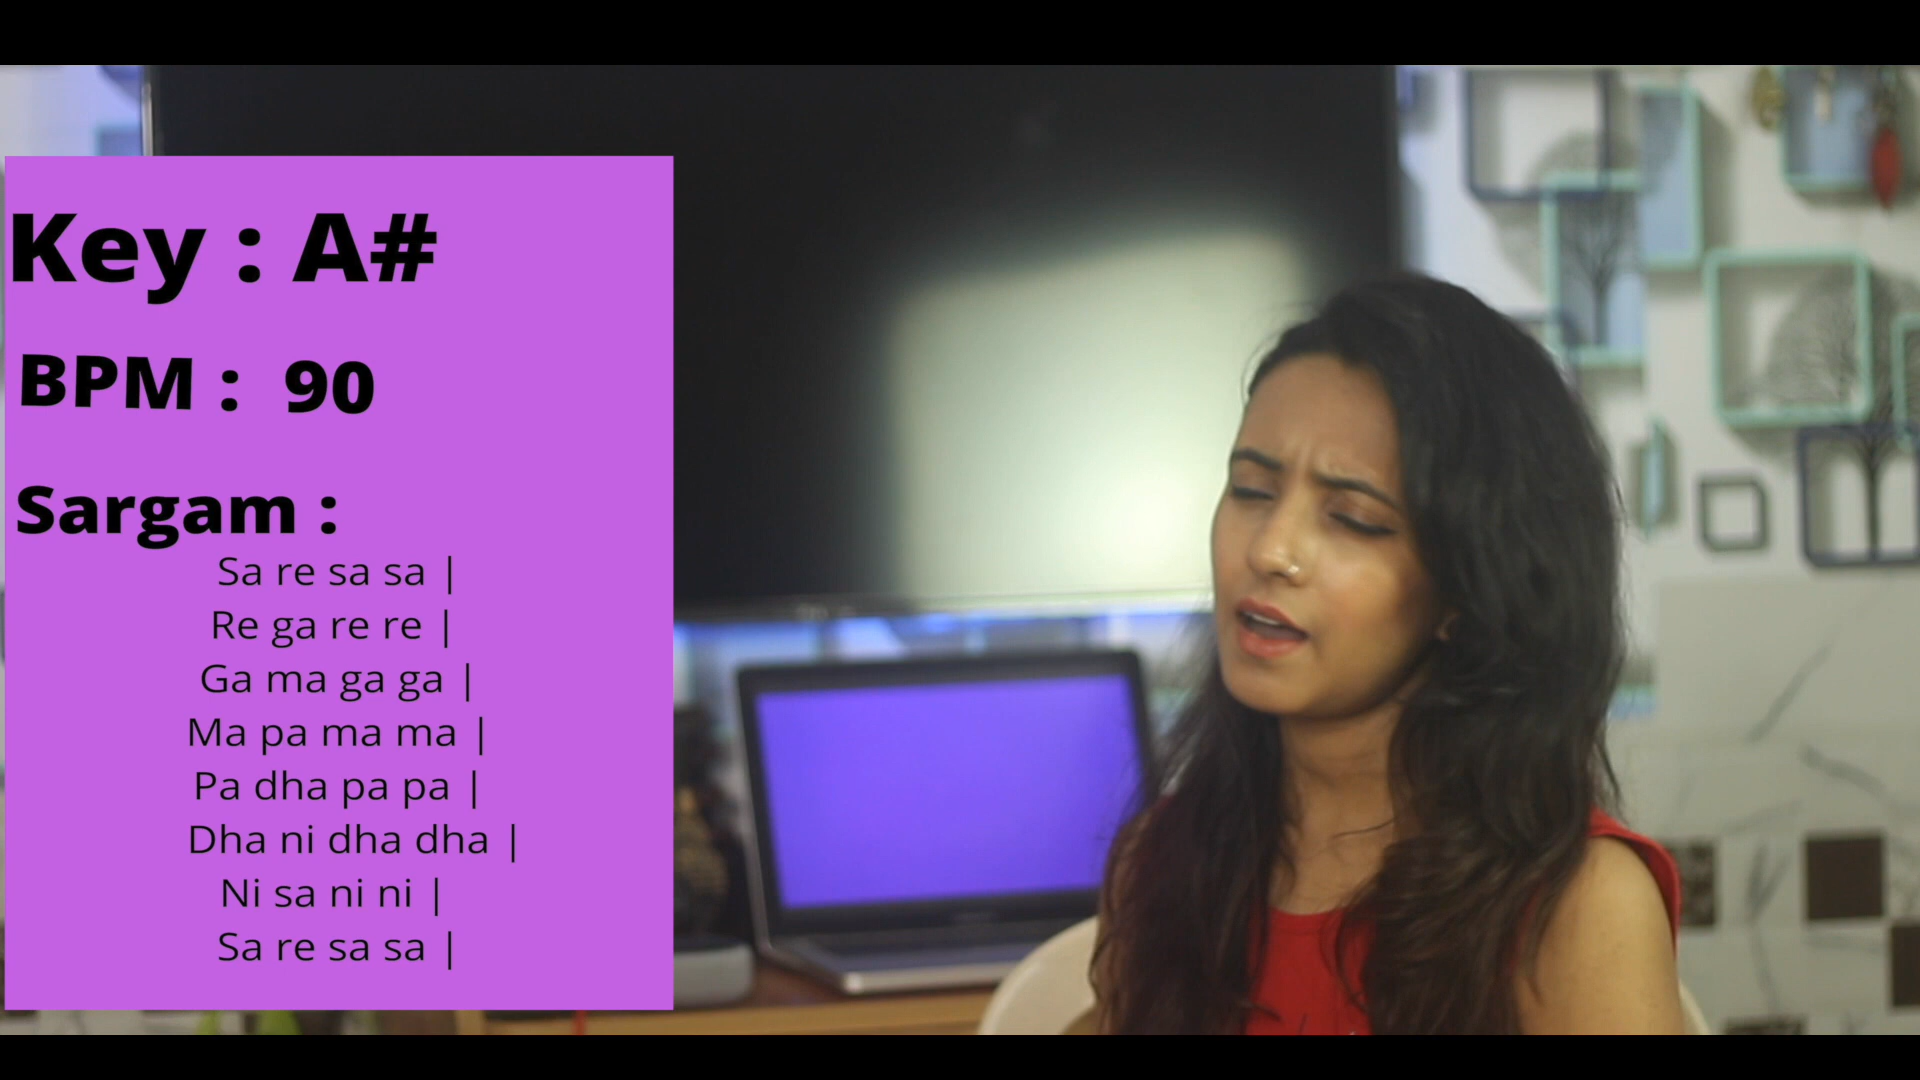 Key : A#
BPM : 90
Sargam :
Sa re sa sa |
Re ga re re |
Ga ma ga ga |
Ma pa ma ma |
Pa dha pa pa |
Dha ni dha dha |
Ni sa ni ni |
Sa re sa sa |